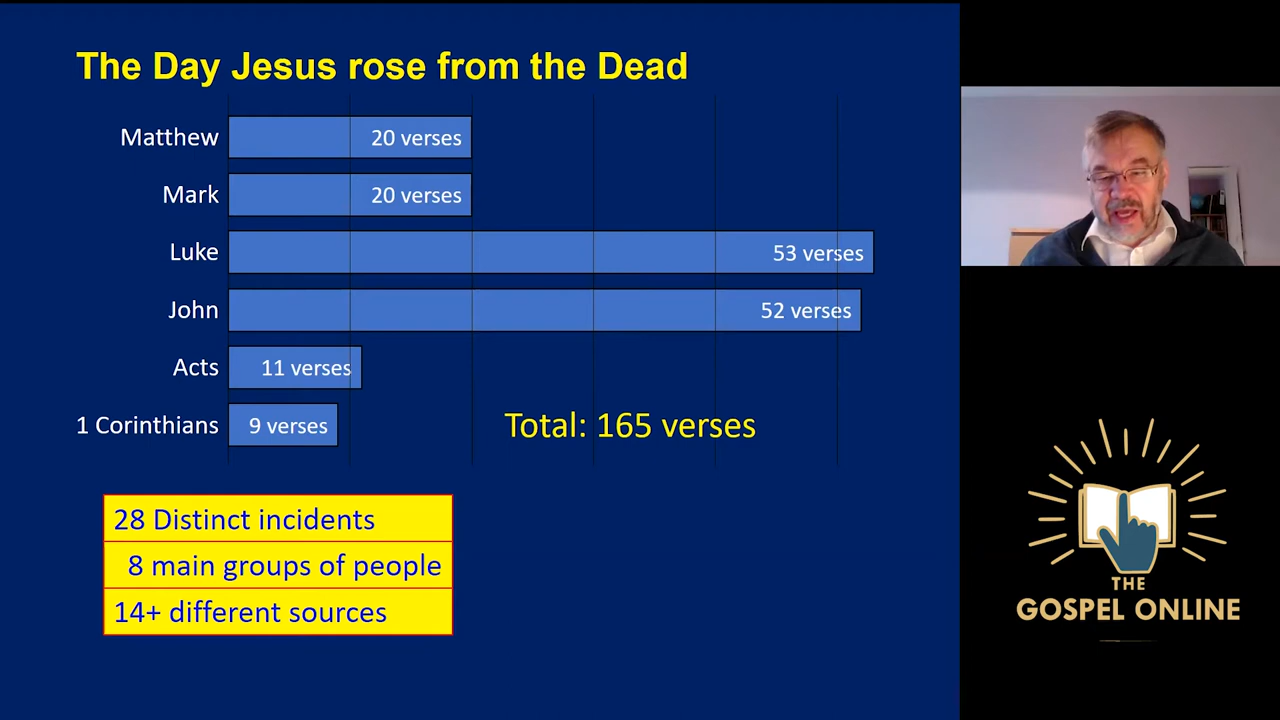 The Day Jesus rose from the Dead
Matthew 20 verses
Mark 20 verses
Luke 53 verses
John 52 verses
Acts 11 verses
1 Corinthians 9 verses
Total: 165 verses
28 Distinct incidents
8 main groups of people
14+ different sources
THE
GOSPEL ONLINE